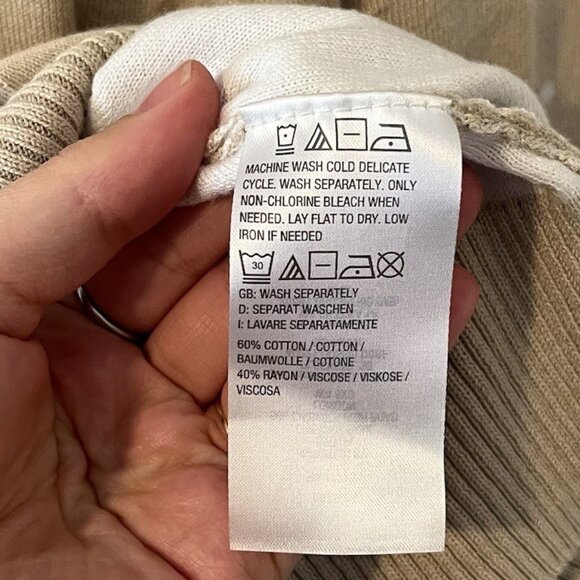 MACHINE WASH COLD DELICATE
CYCLE. WASH SEPARATELY. ONLY
NON-CHLORINE BLEACH WHEN
NEEDED. LAY FLAT TO DRY. LOW
IRON IF NEEDED
30
GB: WASH SEPARATELY
D: SEPARAT WASCHEN
I: LAVARE SEPARATAMENTE
60% COTTON / COTTON /
BAUMWOLLE / COTONE
40% RAYON / VISCOSE / VISKOSE /
VISCOSA